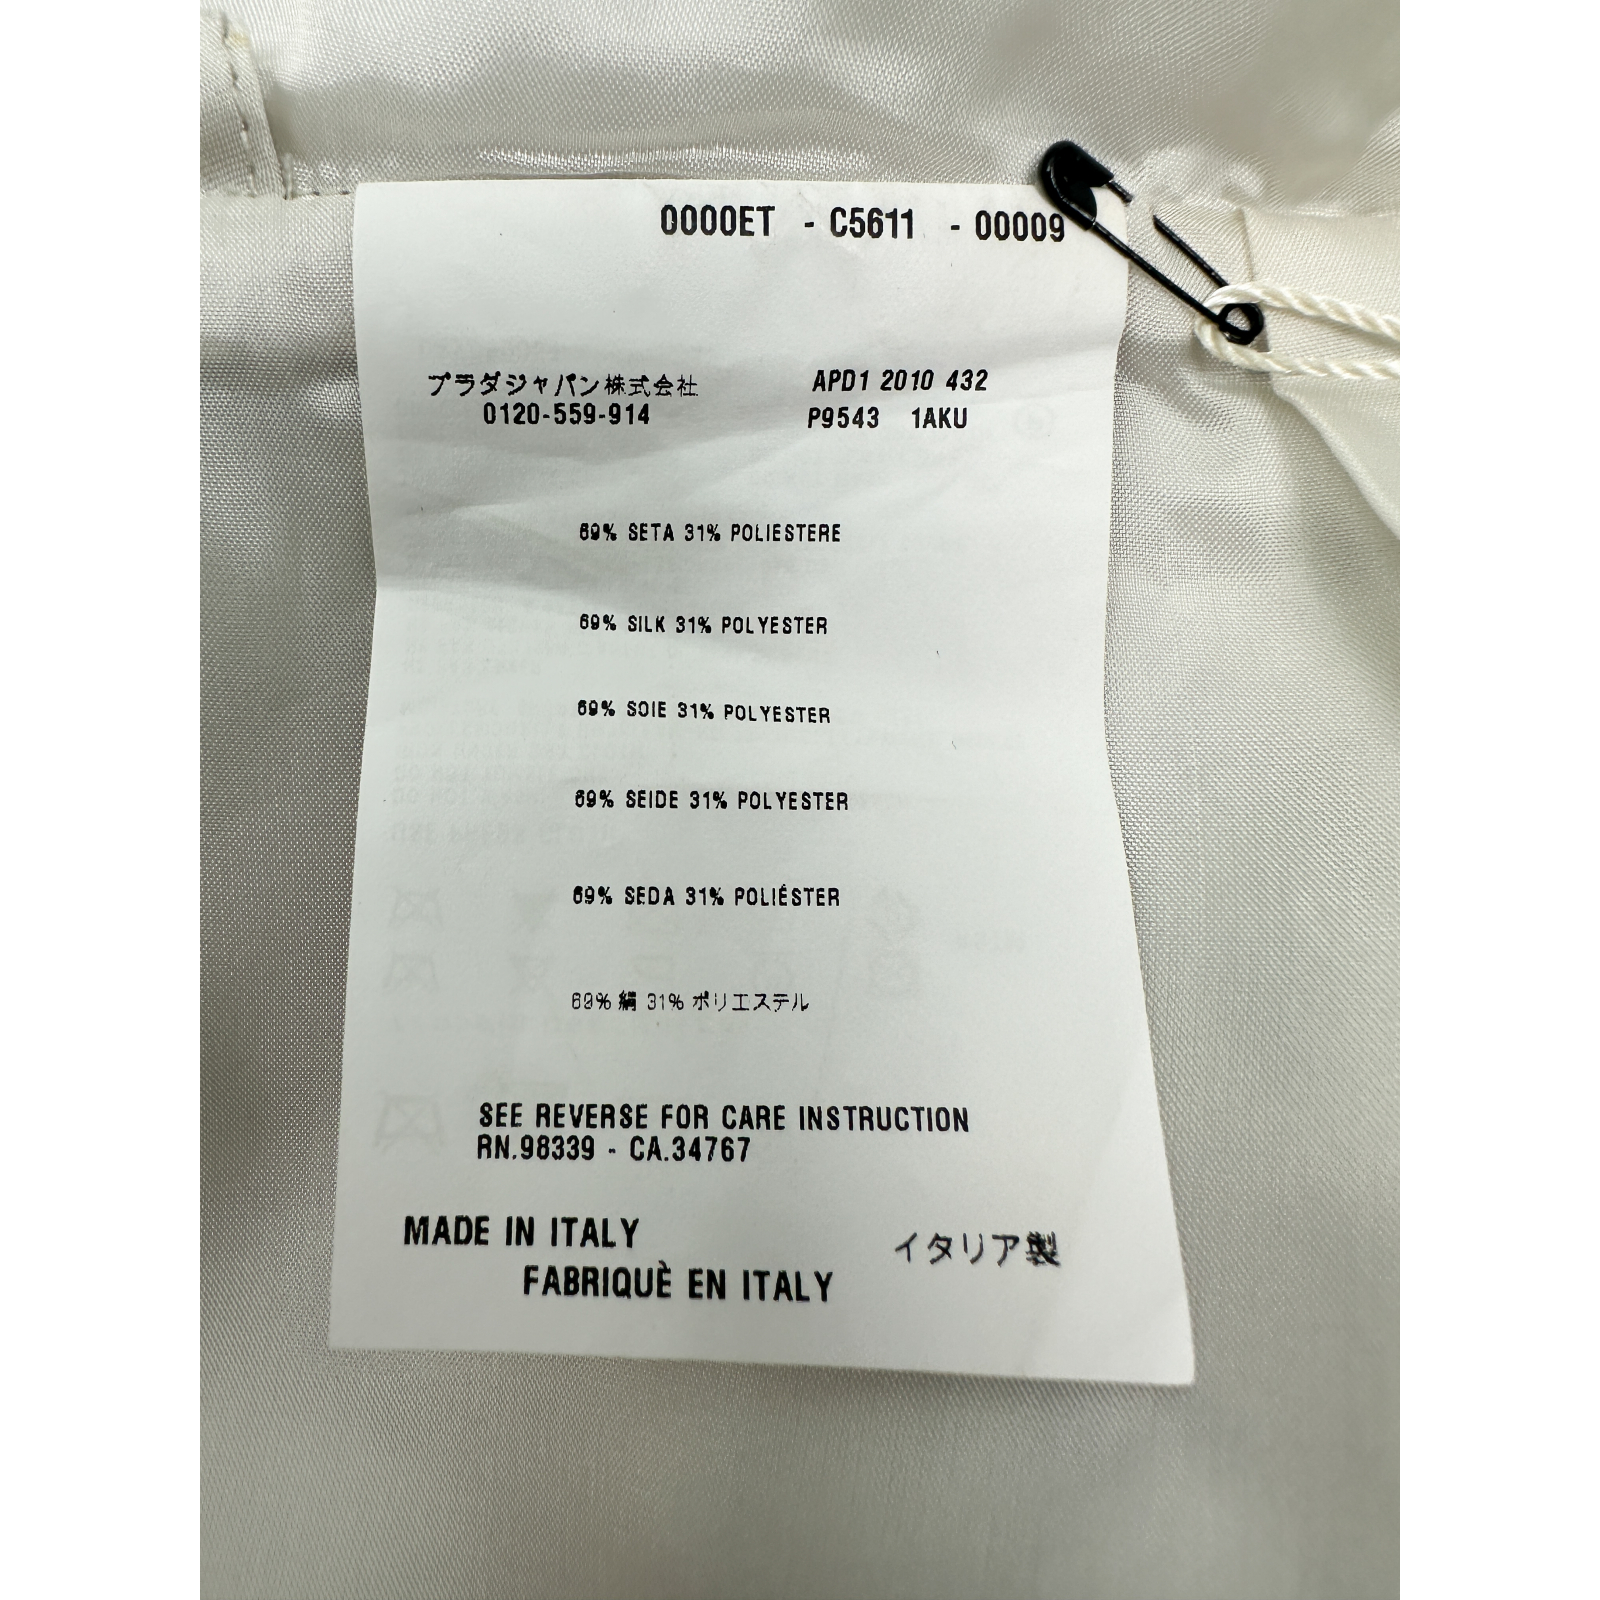 0000ET - C5611 - 00009
プラダジャパン株式会社
0120-559-914
APD1 2010 432
P9543 1AKU
69% SETA 31% POLIESTERE
69% SILK 31% POLYESTER
69% SOIE 31% POLYESTER
69% SEIDE 31% POLYESTER
69% SEDA 31% POLIÉSTER
69% 絹 31% ポリエステル
SEE REVERSE FOR CARE INSTRUCTION
RN.98339 - CA.34767
MADE IN ITALY
FABRIQUÈ EN ITALY
イタリア製